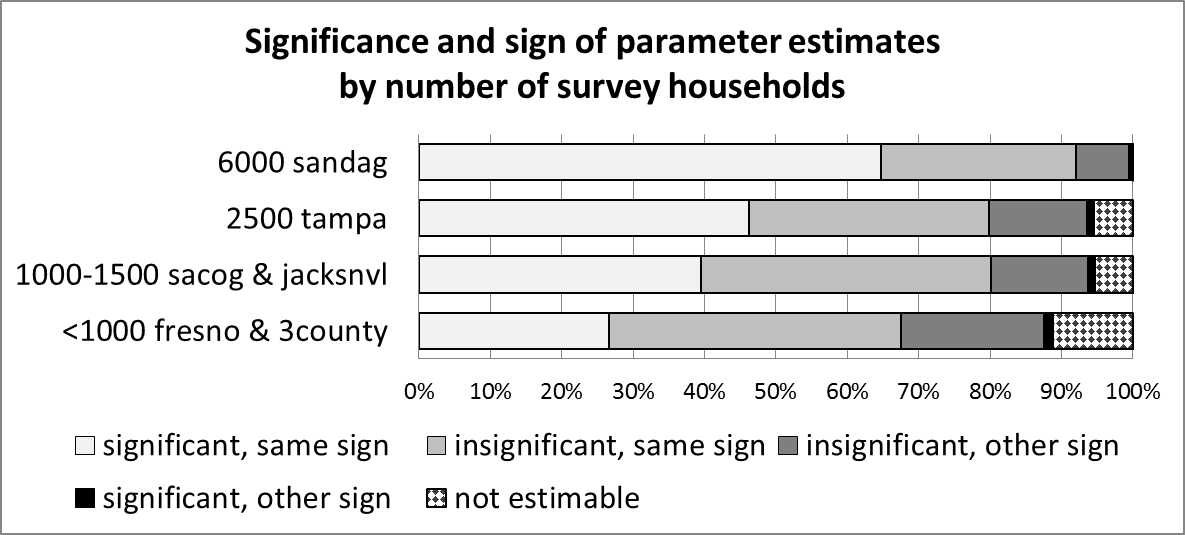 Significance and sign of parameter estimates
by number of survey households
6000 sandag
2500 tampa
1000-1500 sacog & jacksnvl
<1000 fresno & 3county
0% 10% 20% 30% 40% 50% 60% 70% 80% 90% 100%
significant, same sign insignificant, same sign insignificant, other sign
significant, other sign not estimable